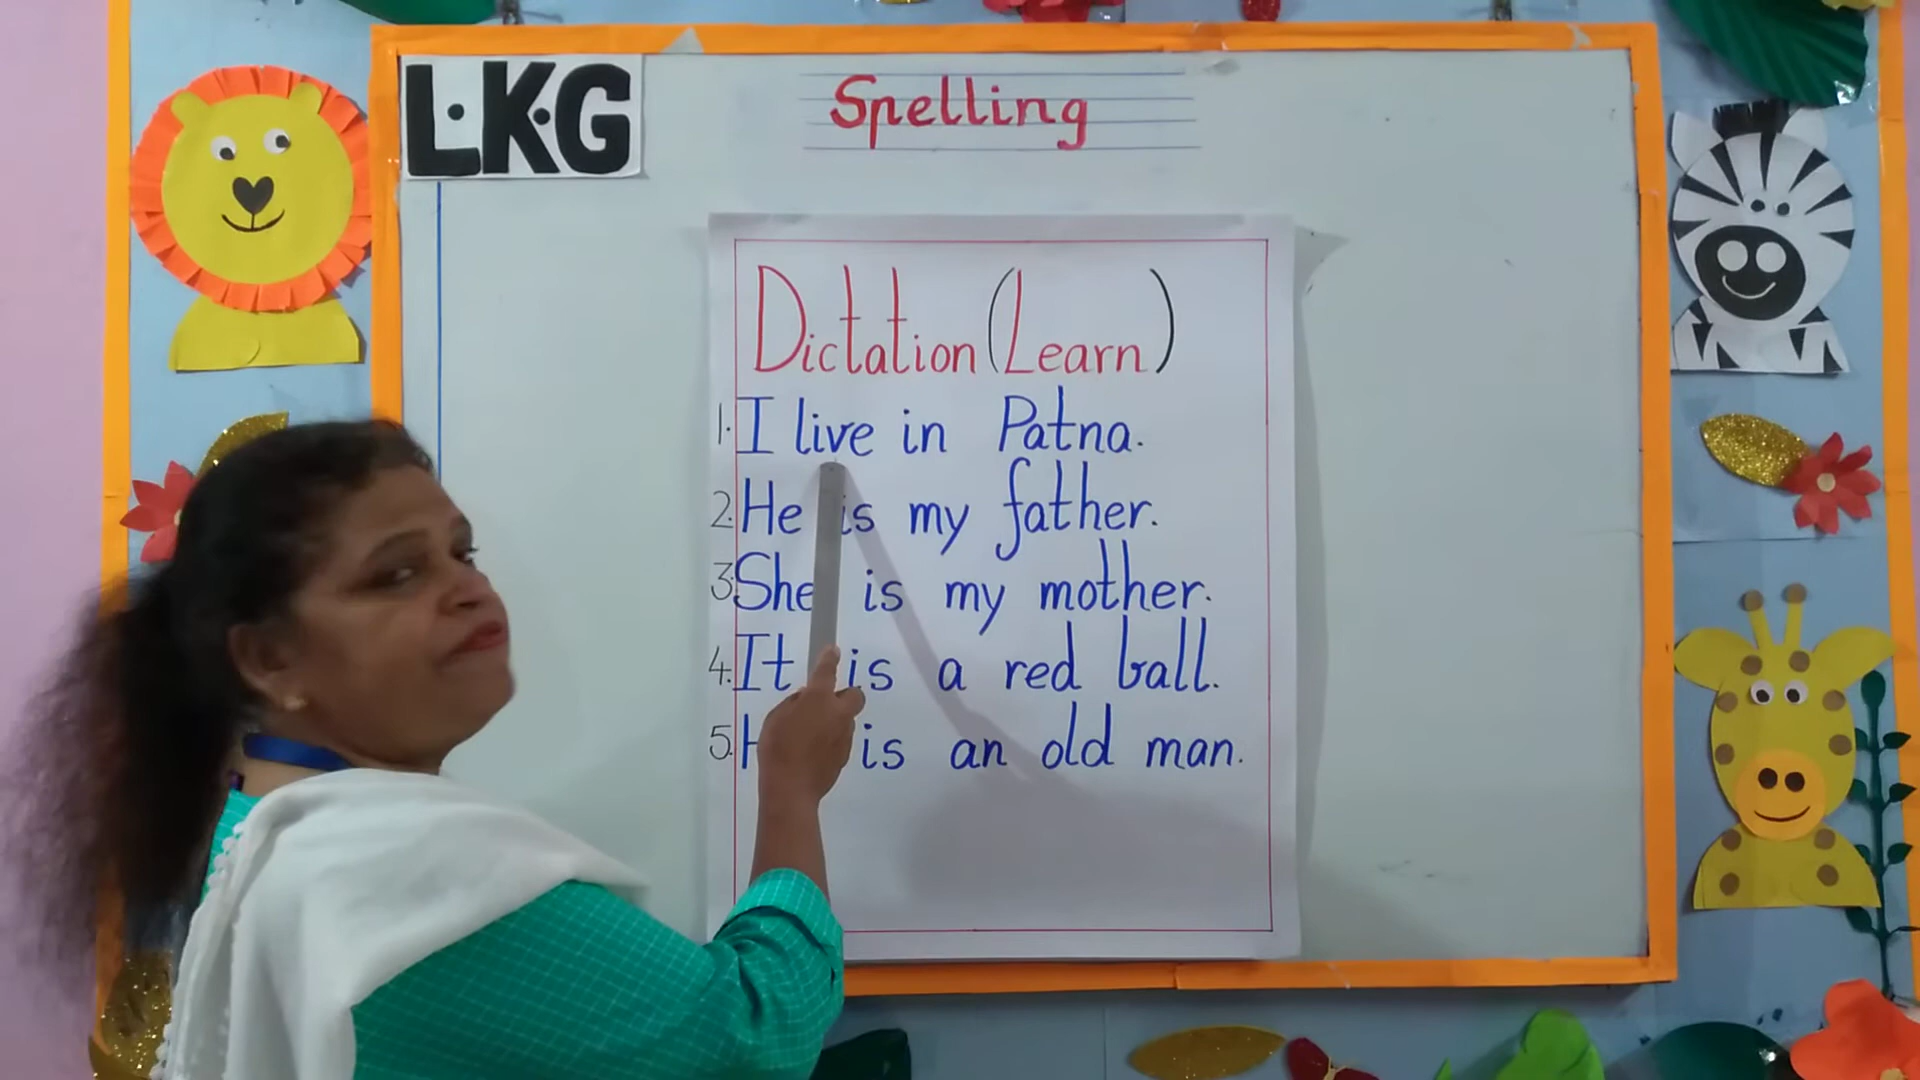 L.K.G
Spelling
Dictation (Learn)
1. I live in Patna.
2. He is my father.
3. She is my mother.
4. It is a red ball.
5. is an old man.